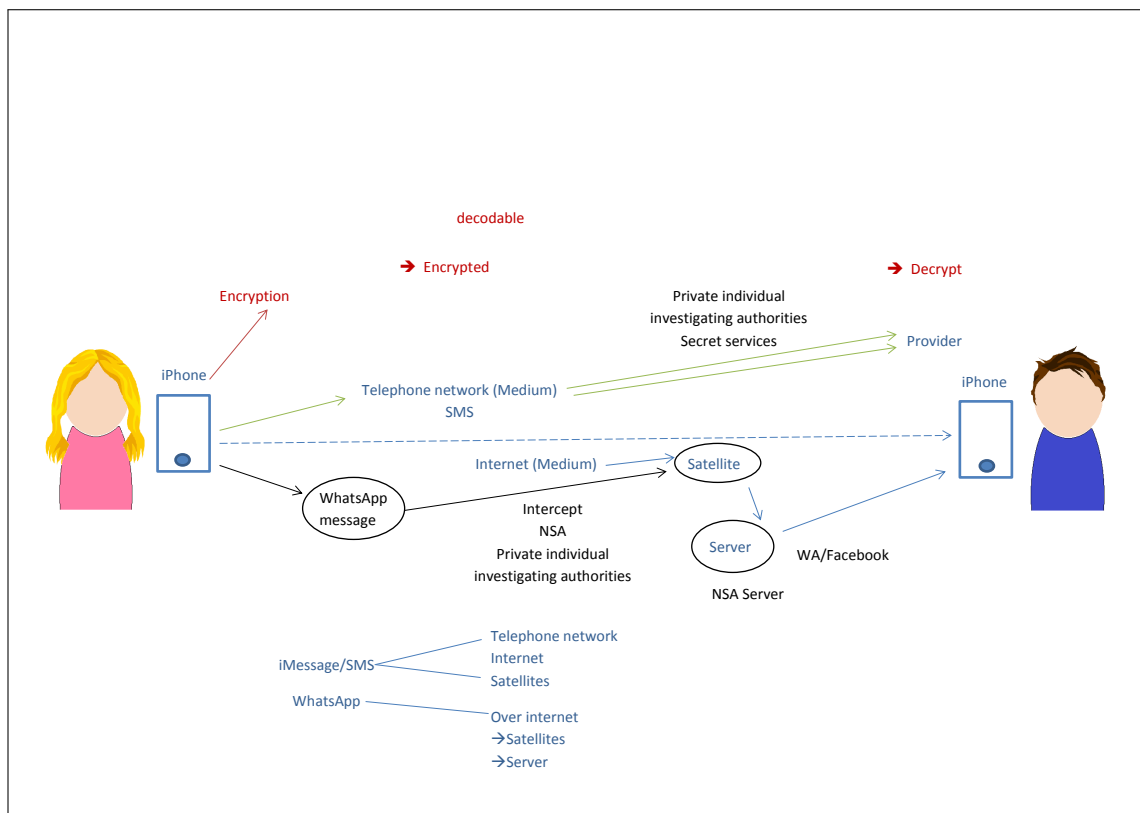 decodable
➔ Encrypted
➔ Decrypt
Encryption
Private individual
investigating authorities
Secret services
Provider
iPhone
Telephone network (Medium)
SMS
iPhone
Internet (Medium)
Satellite
WhatsApp
message
Intercept
NSA
Private individual
investigating authorities
Server
WA/Facebook
NSA Server
iMessage/SMS
Telephone network
Internet
Satellites
WhatsApp
Over internet
→Satellites
→Server